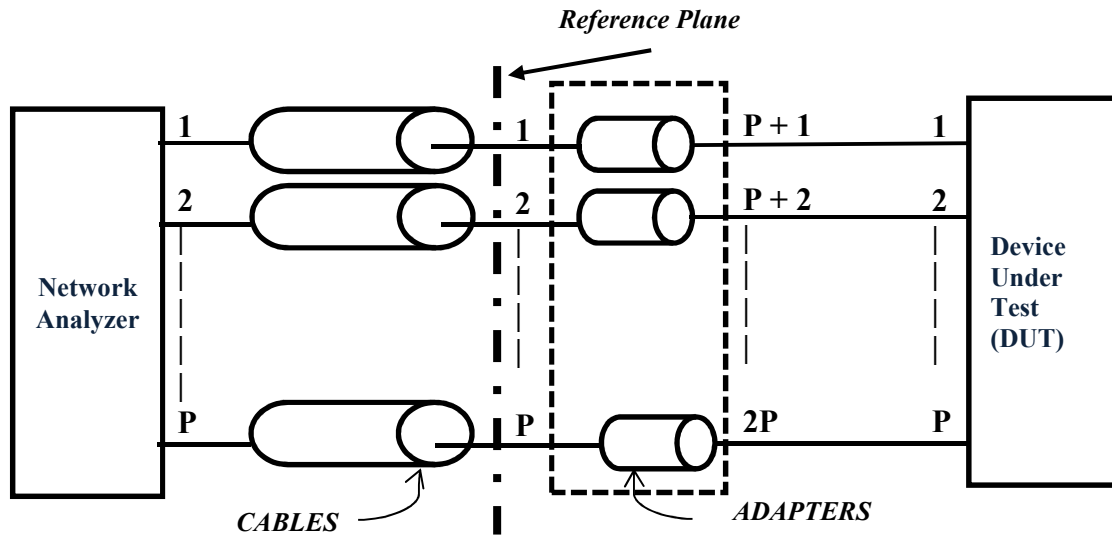 Reference Plane
1 1 P + 1 1
2 2 P + 2 2
Network
Analyzer
Device
Under
Test
(DUT)
P P 2P P
CABLES
ADAPTERS